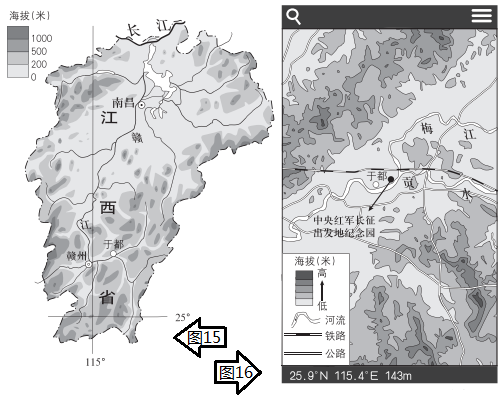 海拔(米)
1000
500
200
0
长
江
南昌
江
赣
西
江
于都
赣州
省
25°
115°
图15
图16
梅
江
于都
贡
水
中央红军长征
出发地纪念园
海拔(米)
高
低
河流
铁路
公路
25.9°N 115.4°E 143m